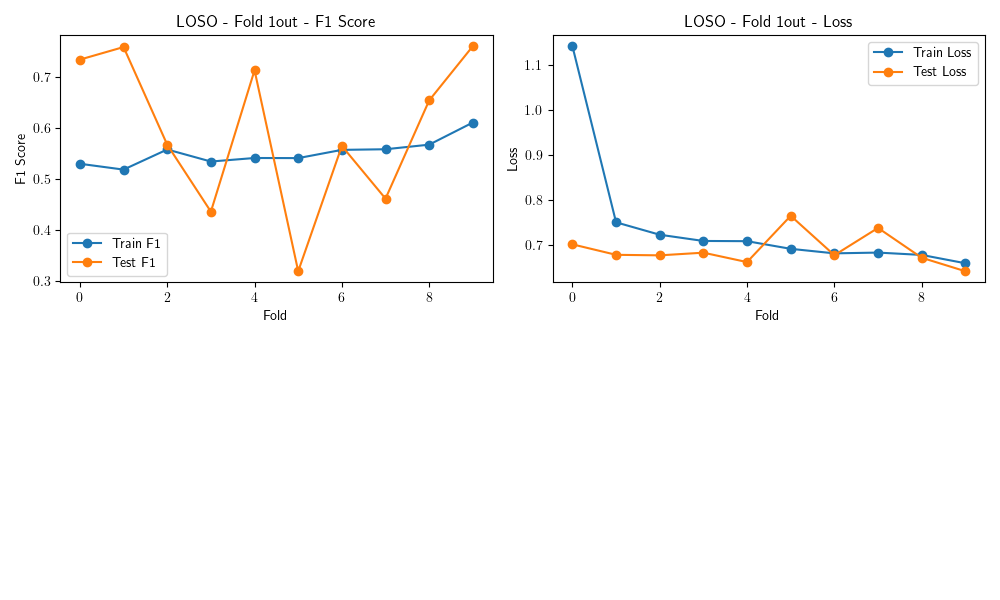 LOSO - Fold 1out - F1 Score
F1 Score
0.7
0.6
0.5
0.4
0.3
Train F1
Test F1
0 2 4 6 8
Fold
LOSO - Fold 1out - Loss
Loss
1.1
1.0
0.9
0.8
0.7
Train Loss
Test Loss
0 2 4 6 8
Fold